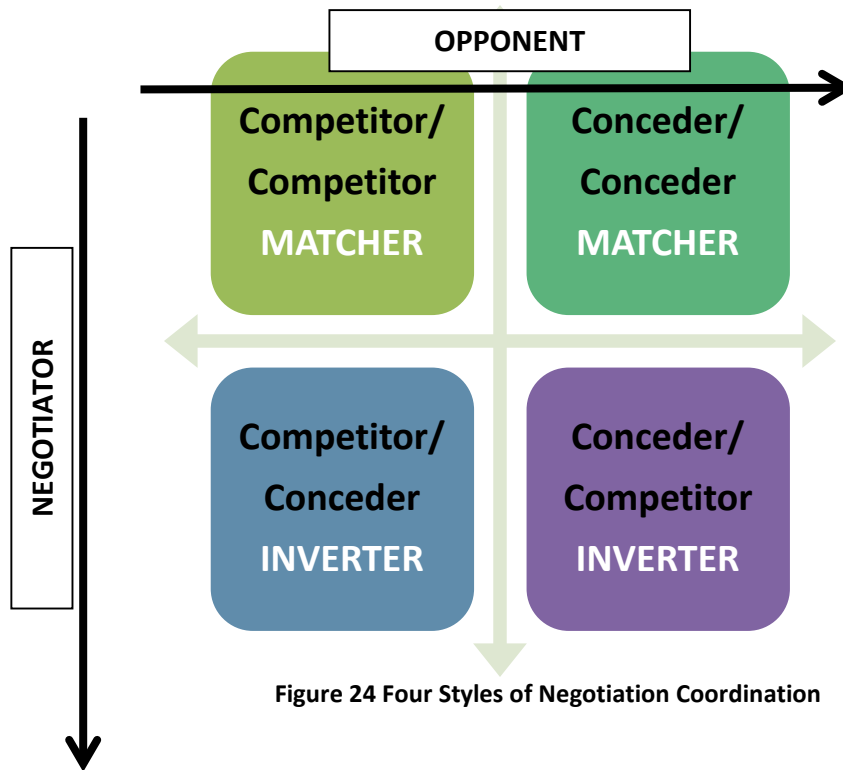 OPPONENT
Competitor/
Competitor
MATCHER
Conceder/
Conceder
MATCHER
NEGOTIATOR
Competitor/
Conceder
INVERTER
Conceder/
Competitor
INVERTER
Figure 24 Four Styles of Negotiation Coordination